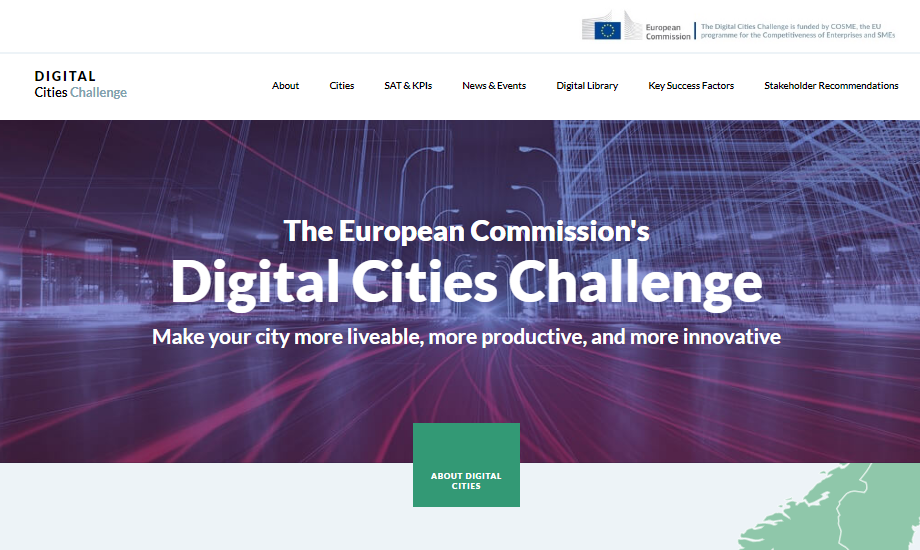 European
Commission
The Digital Cities Challenge is funded by COSME, the EU
programme for the Competitiveness of Enterprises and SMEs
DIGITAL
Cities Challenge
About
Cities
SAT & KPIs
News & Events
Digital Library
Key Success Factors
Stakeholder Recommendations
The European Commission's
Digital Cities Challenge
Make your city more liveable, more productive, and more innovative
ABOUT DIGITAL
CITIES